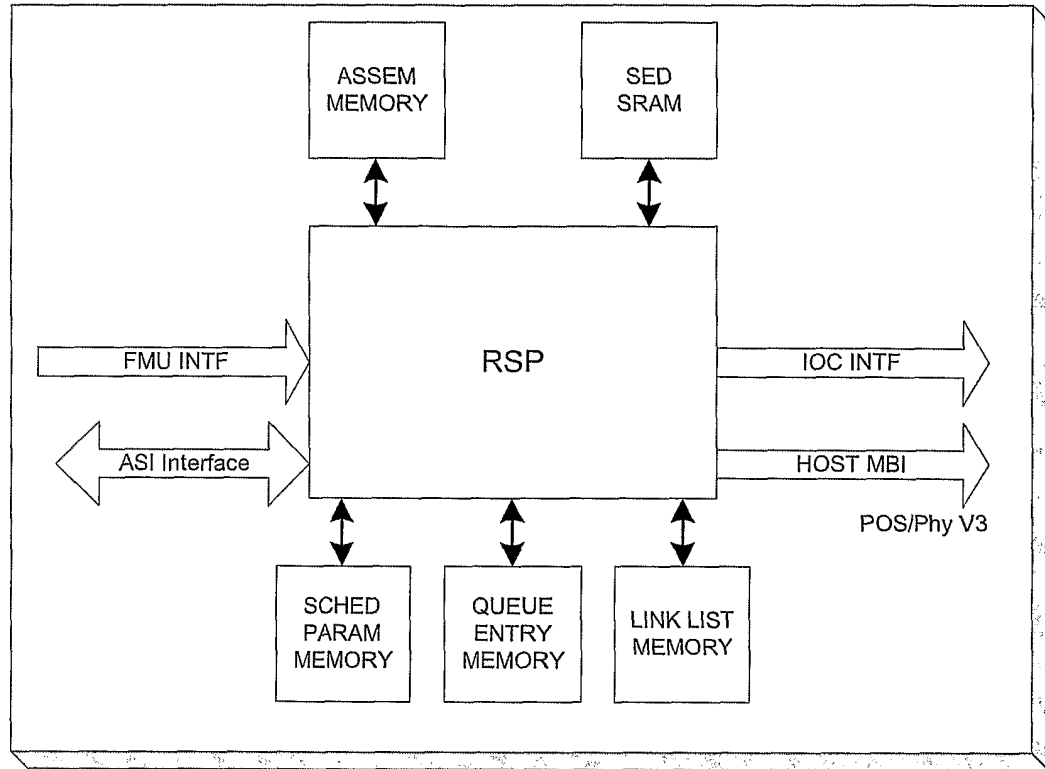 ASSEM
MEMORY
SED
SRAM
FMU INTF
RSP
IOC INTF
ASI Interface
HOST MBI
POS/Phy V3
SCHED
PARAM
MEMORY
QUEUE
ENTRY
MEMORY
LINK LIST
MEMORY